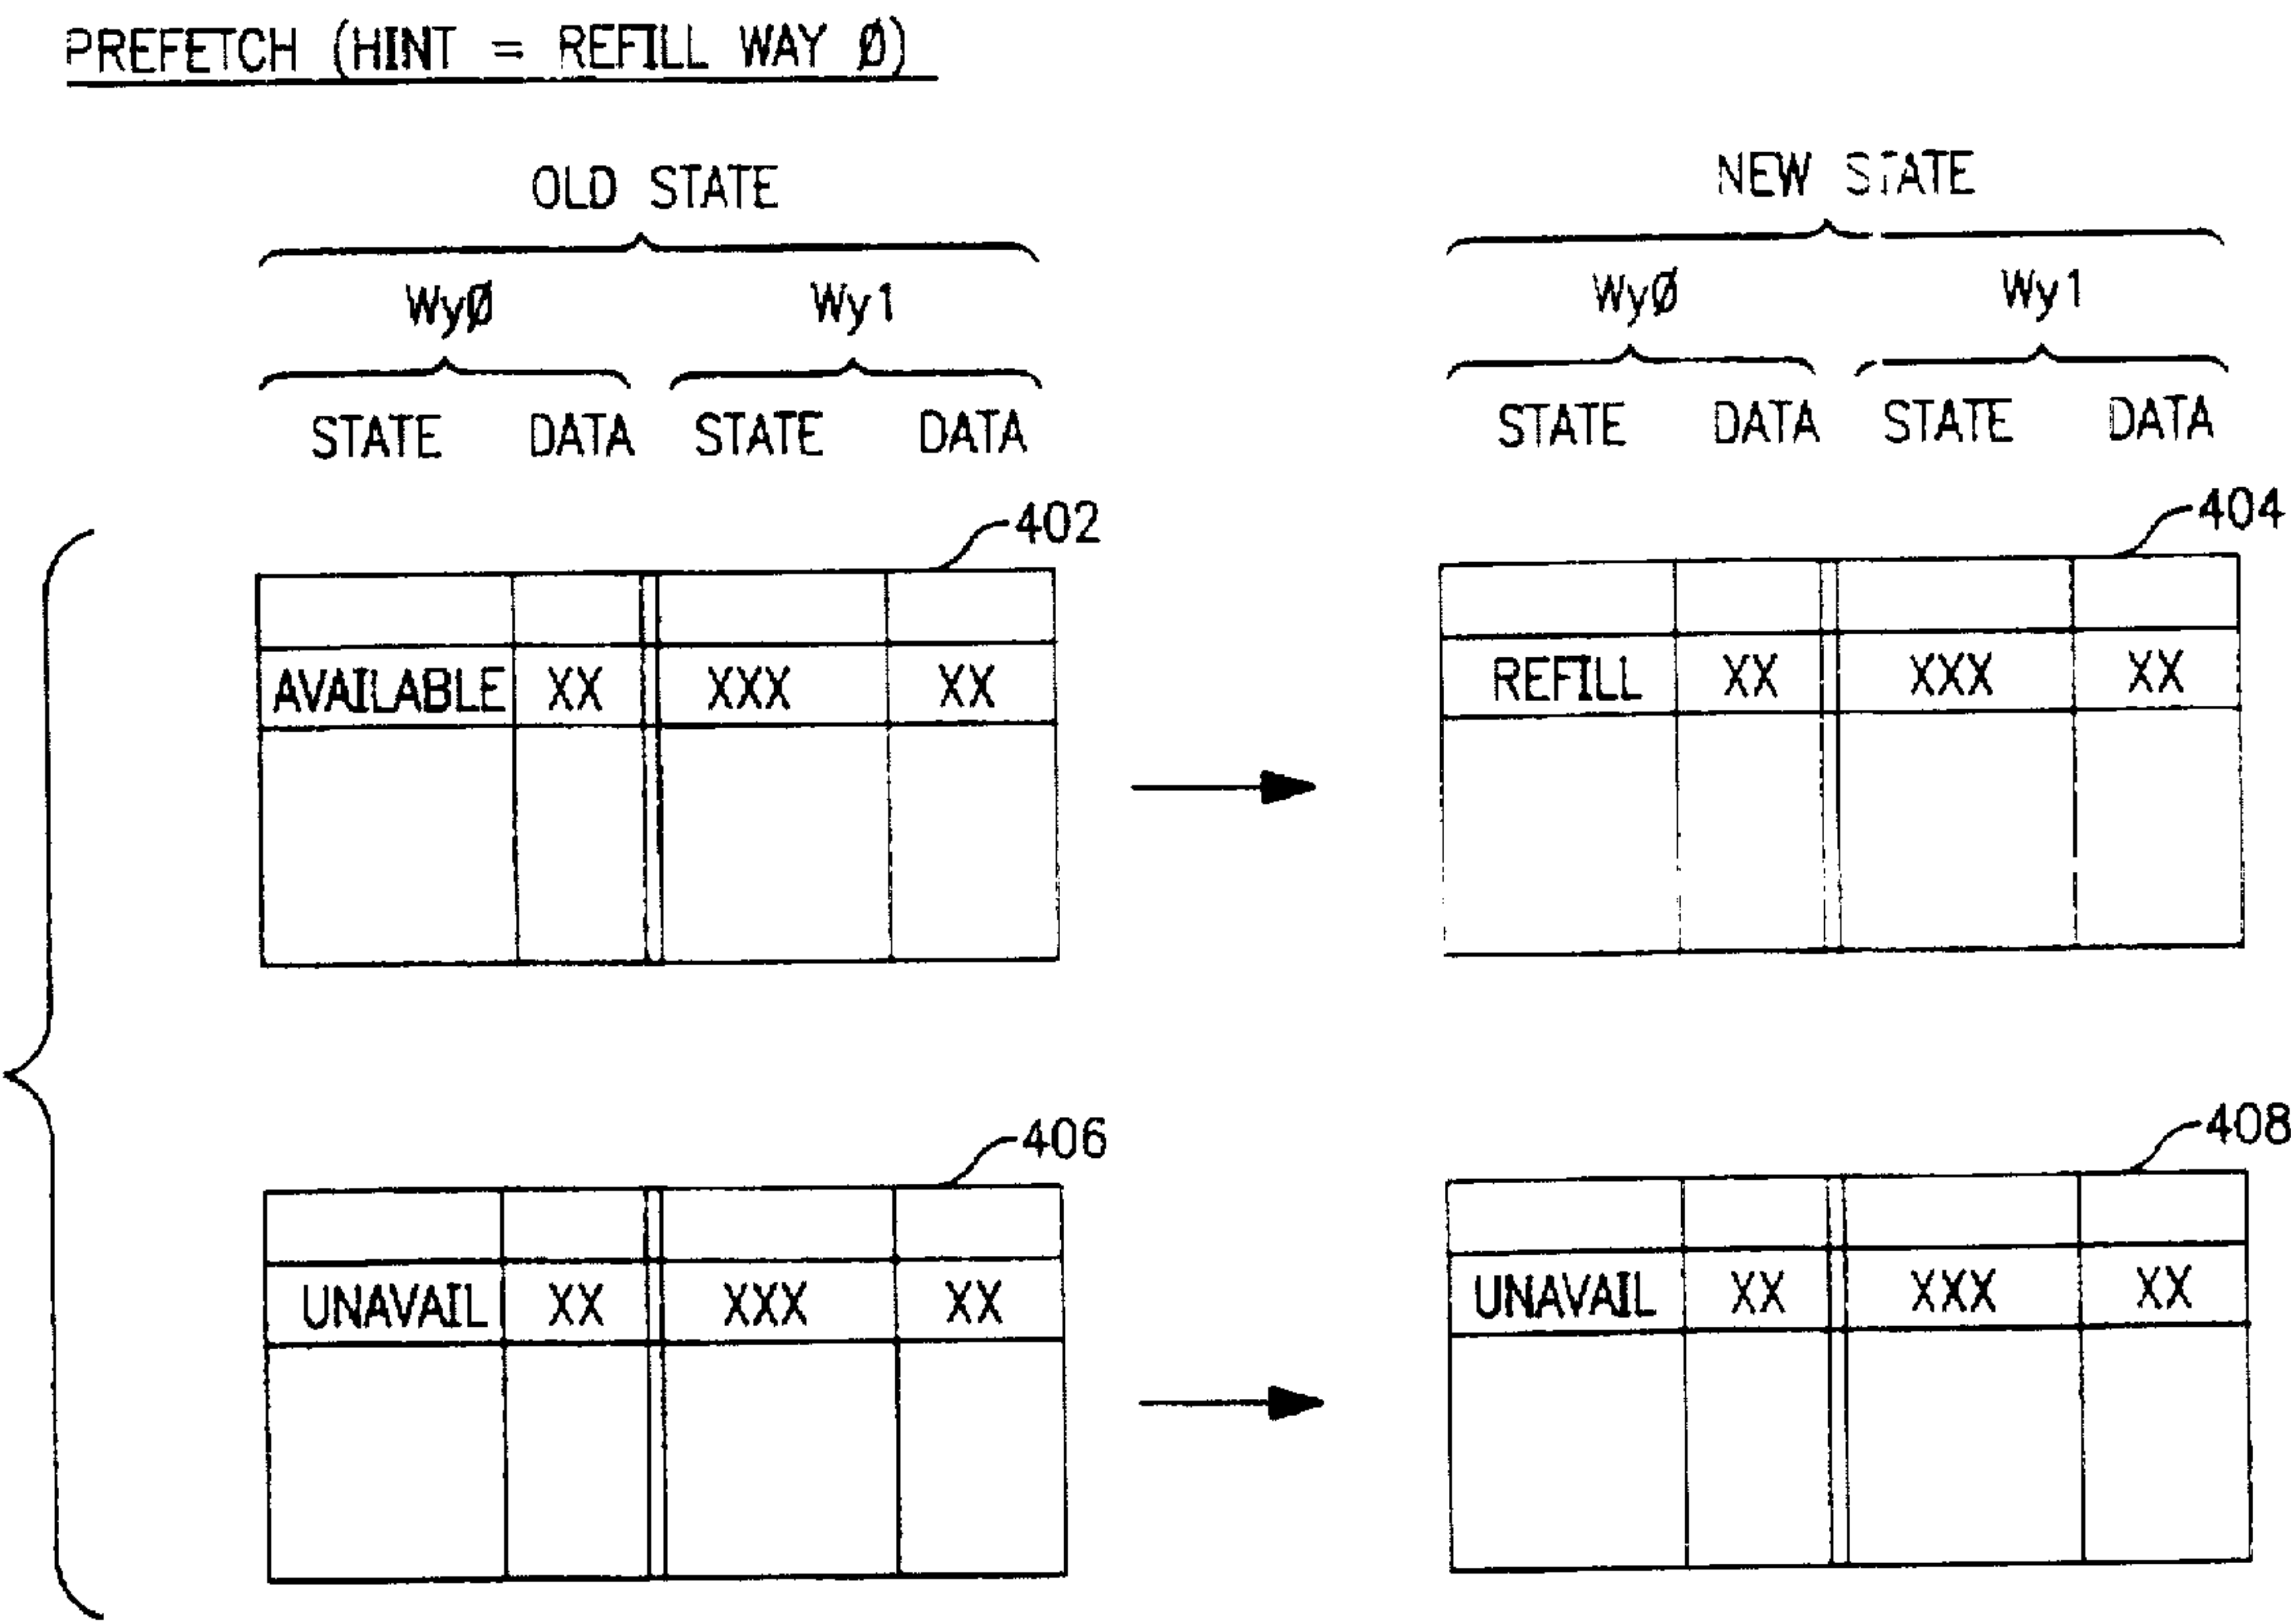 PREFETCH (HINT = REFILL WAY Ø)
OLD STATE NEW STATE
WyØ Wy1 WyØ Wy1
STATE DATA STATE DATA STATE DATA STATE DATA
402 404
AVAILABLE XX XXX XX REFILL XX XXX XX
406 408
UNAVAIL XX XXX XX UNAVAIL XX XXX XX